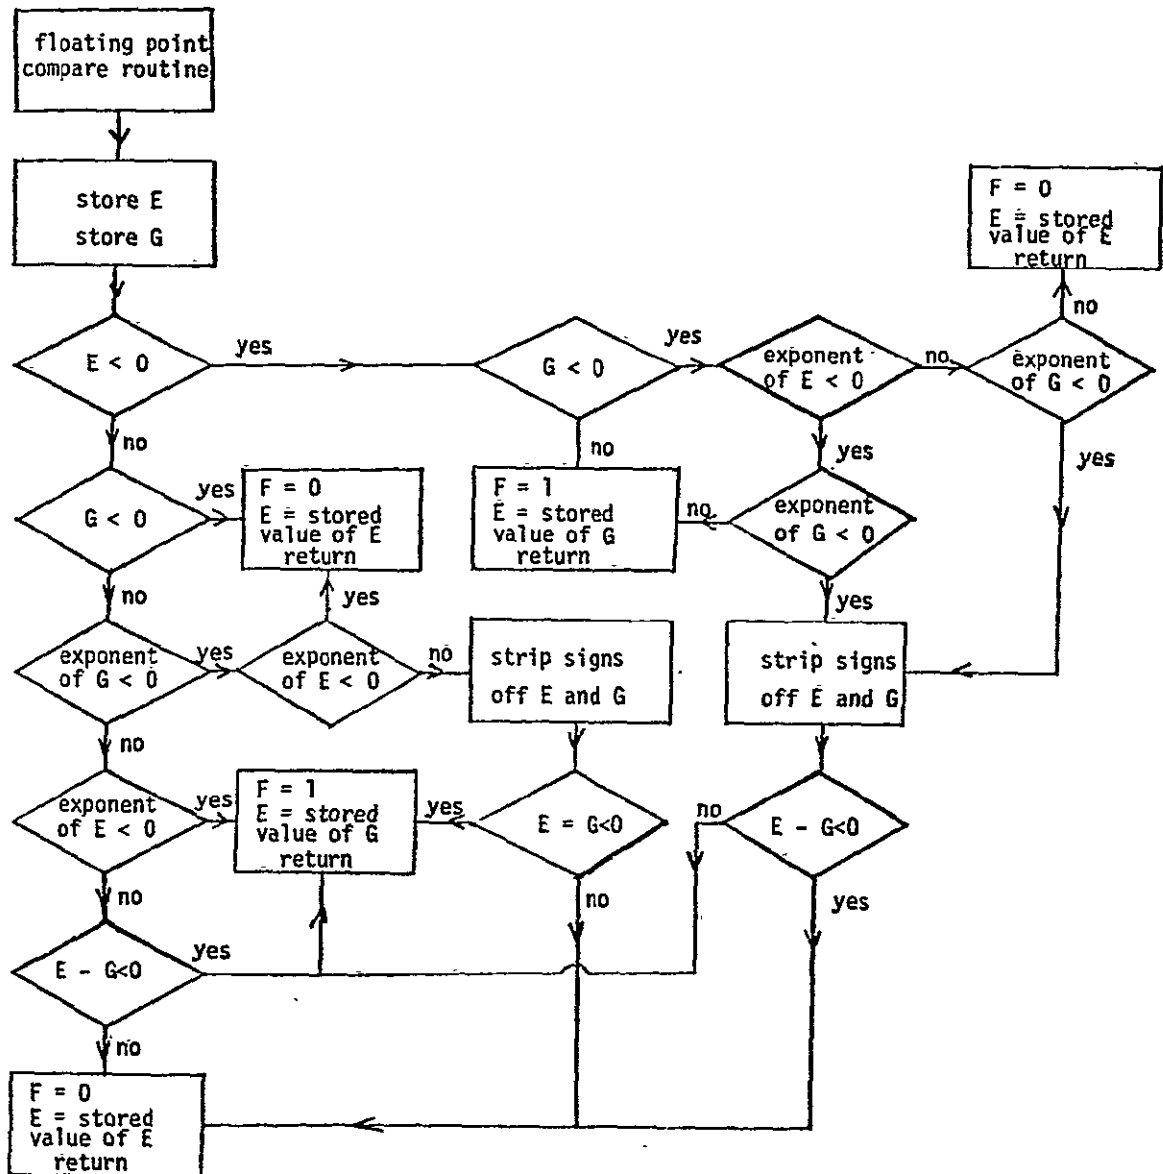 floating point
compare routine
store E
store G
F = 0
E = stored
value of E
return
E < 0
yes
G < 0
yes
exponent
of E < 0
no
exponent
of G < 0
no
no
no
yes
yes
G < 0
yes
F = 0
E = stored
value of E
return
F = 1
E = stored
value of G
return
no
exponent
of G < 0
no
yes
yes
exponent
of G < 0
yes
exponent
of E < 0
no
strip signs
off E and G
strip signs
off E and G
no
exponent
of E < 0
yes
F = 1
E = stored
value of G
return
yes
E = G<0
no
E - G<0
no
no
yes
E - G<0
yes
no
F = 0
E = stored
value of E
return